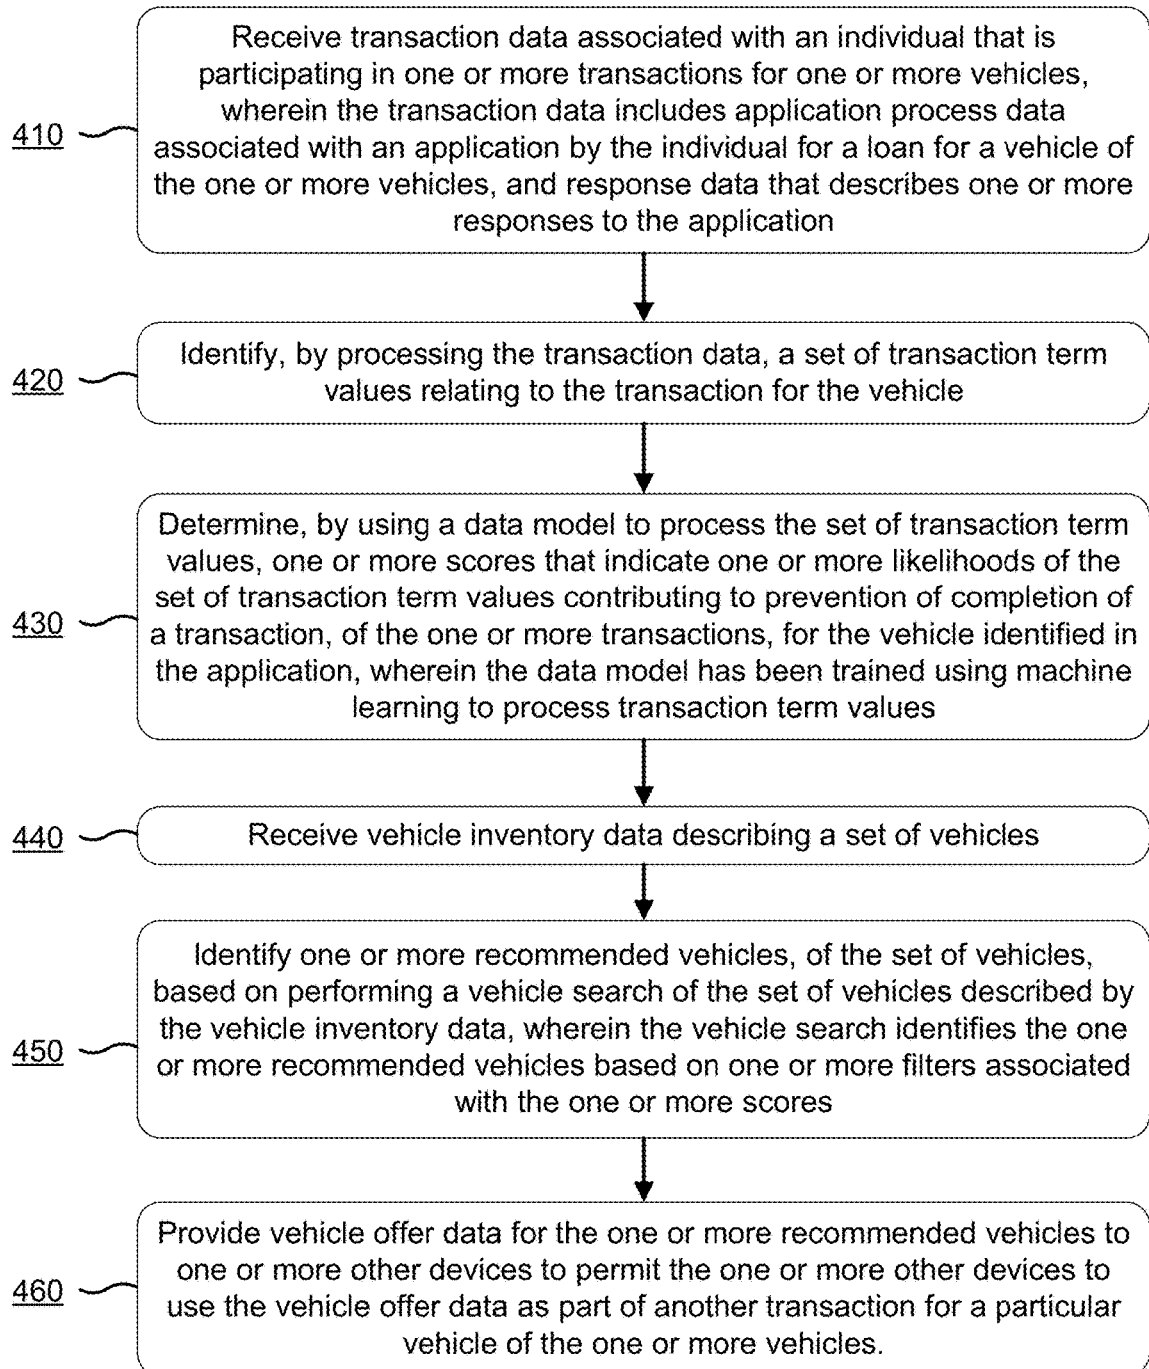 Receive transaction data associated with an individual that is
participating in one or more transactions for one or more vehicles,
wherein the transaction data includes application process data
410
associated with an application by the individual for a loan for a vehicle of
the one or more vehicles, and response data that describes one or more
responses to the application
Identify, by processing the transaction data, a set of transaction term
420
values relating to the transaction for the vehicle
Determine, by using a data model to process the set of transaction term
values, one or more scores that indicate one or more likelihoods of the
set of transaction term values contributing to prevention of completion of
430
a transaction, of the one or more transactions, for the vehicle identified in
the application, wherein the data model has been trained using machine
learning to process transaction term values
440
Receive vehicle inventory data describing a set of vehicles
Identify one or more recommended vehicles, of the set of vehicles,
based on performing a vehicle search of the set of vehicles described by
the vehicle inventory data, wherein the vehicle search identifies the one
450
or more recommended vehicles based on one or more filters associated
with the one or more scores
Provide vehicle offer data for the one or more recommended vehicles to
one or more other devices to permit the one or more other devices to
460
use the vehicle offer data as part of another transaction for a particular
vehicle of the one or more vehicles.